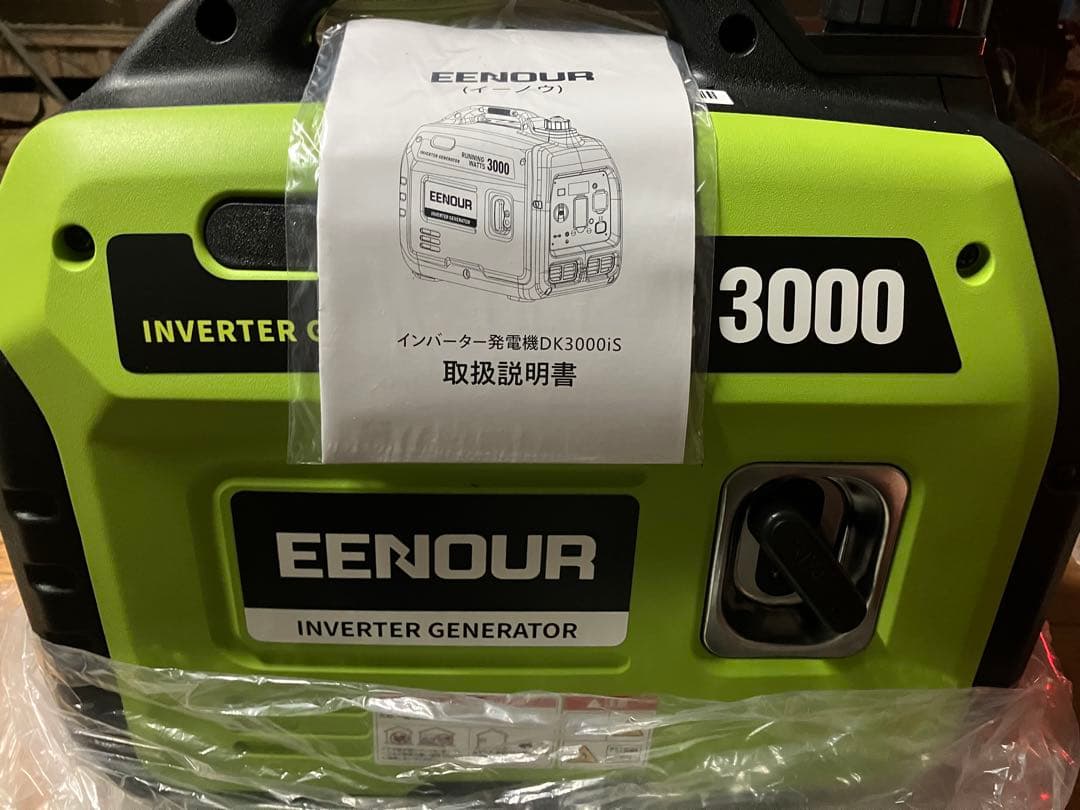 EENOUR
(イーノウ)
INVERTER GENERATOR
RUNNING
WATTS 3000
EENOUR
INVERTER GENERATOR
インバーター発電機DK3000iS
取扱説明書
INVERTER G
3000
EENOUR
INVERTER GENERATOR